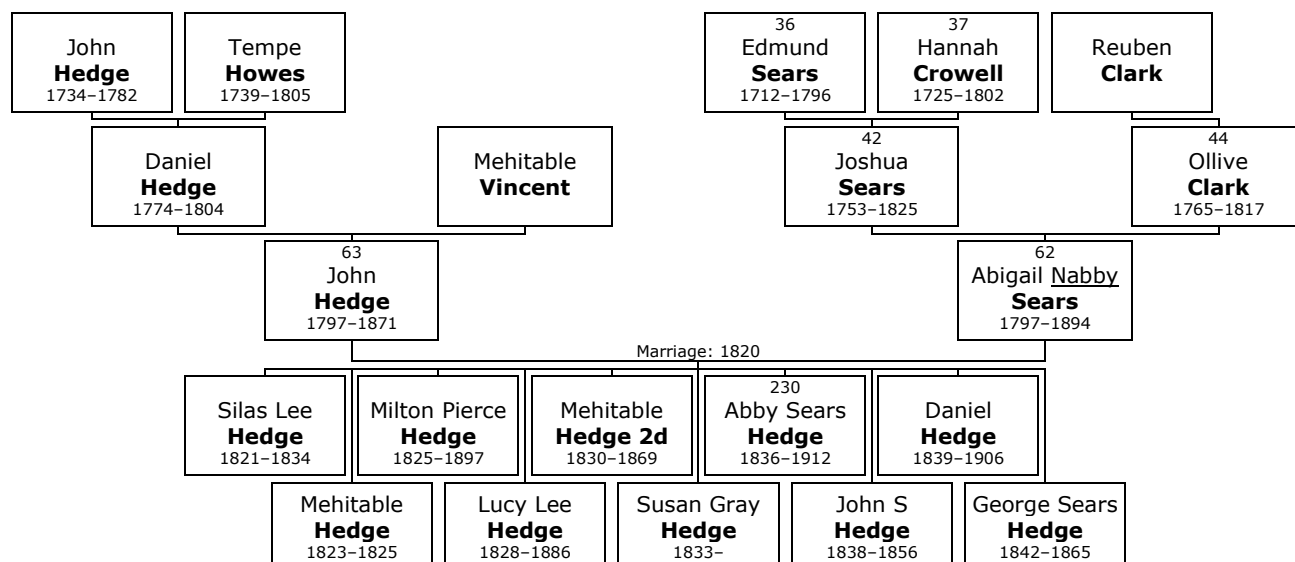 John
Hedge
1734–1782
Tempe
Howes
1739–1805
36
Edmund
Sears
1712–1796
37
Hannah
Crowell
1725–1802
Reuben
Clark
Daniel
Hedge
1774–1804
Mehitable
Vincent
42
Joshua
Sears
1753–1825
44
Ollive
Clark
1765–1817
63
John
Hedge
1797–1871
62
Abigail Nabby
Sears
1797–1894
Marriage: 1820
Silas Lee
Hedge
1821–1834
Milton Pierce
Hedge
1825–1897
Mehitable
Hedge 2d
1830–1869
230
Abby Sears
Hedge
1836–1912
Daniel
Hedge
1839–1906
Mehitable
Hedge
1823–1825
Lucy Lee
Hedge
1828–1886
Susan Gray
Hedge
1833–
John S
Hedge
1838–1856
George Sears
Hedge
1842–1865